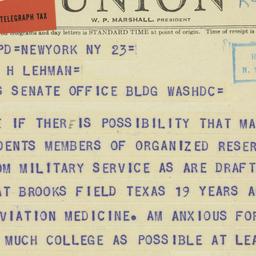 TELEGRAPH TAX
UNION
W. P. MARSHALL, PRESIDENT
telegrams and day letters is STANDARD TIME at point of origin. Time of receipt
PD=NEWYORK NY 23=
H LEHMAN=
SENATE OFFICE BLDG WASHDC=
IF THERE IS POSSIBILITY THAT MA
DENTS MEMBERS OF ORGANIZED RESER
OM MILITARY SERVICE AS ARE DRAFT
AT BROOKS FIELD TEXAS 19 YEARS A
VIATION MEDICINE. AM ANXIOUS FOR
MUCH COLLEGE AS POSSIBLE AT LEA